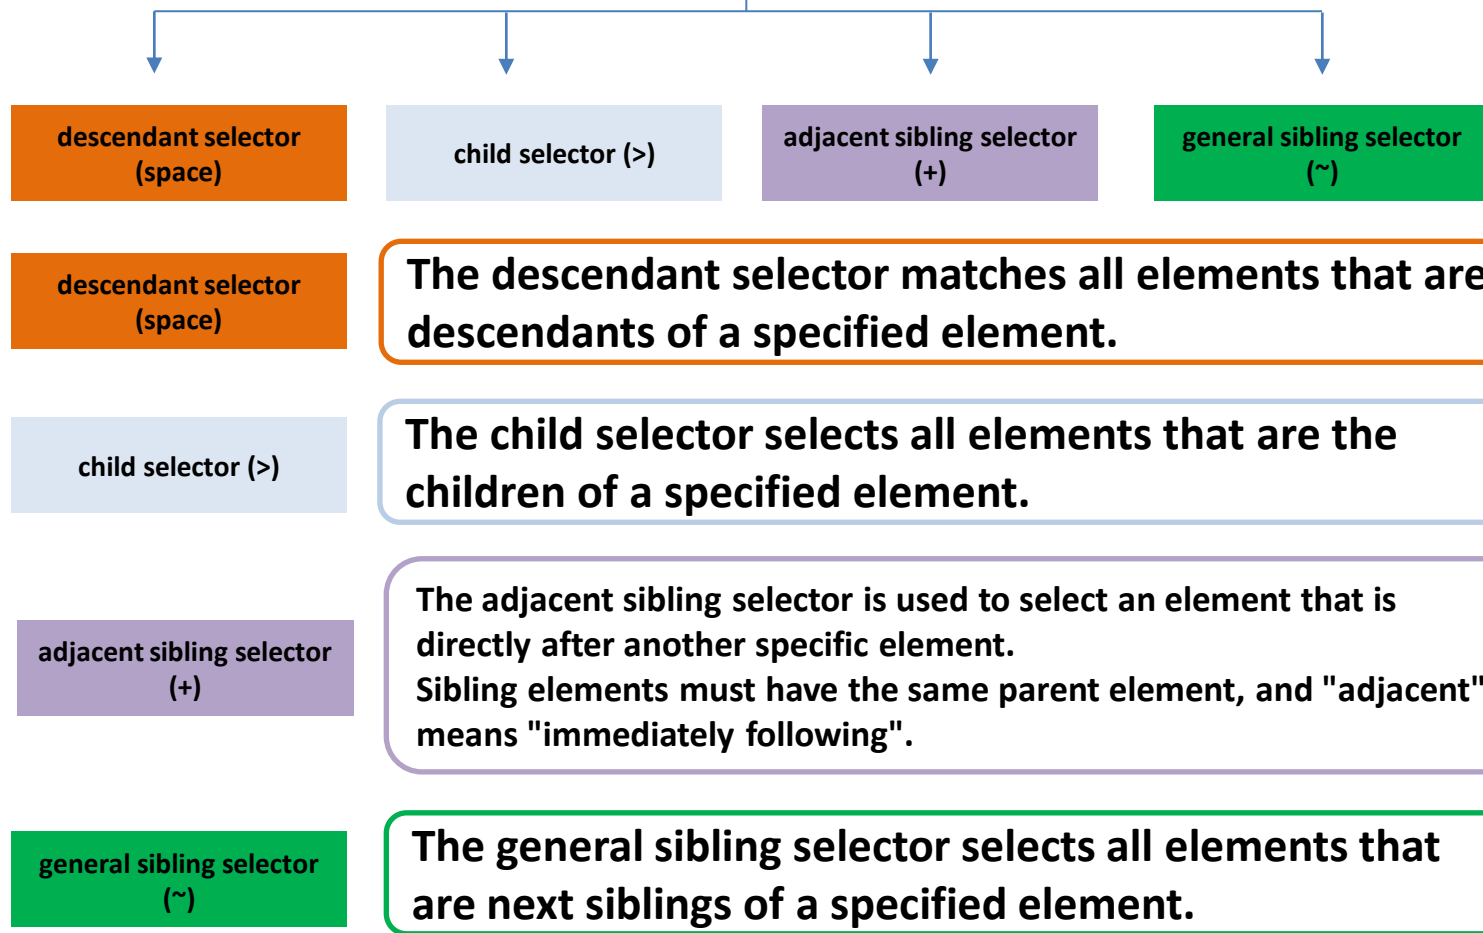 descendant selector
(space)
child selector (>)
adjacent sibling selector
(+)
general sibling selector
(~)
descendant selector
(space)
The descendant selector matches all elements that are
descendants of a specified element.
child selector (>)
The child selector selects all elements that are the
children of a specified element.
adjacent sibling selector
(+)
The adjacent sibling selector is used to select an element that is
directly after another specific element.
Sibling elements must have the same parent element, and "adjacent"
means "immediately following".
general sibling selector
(~)
The general sibling selector selects all elements that
are next siblings of a specified element.